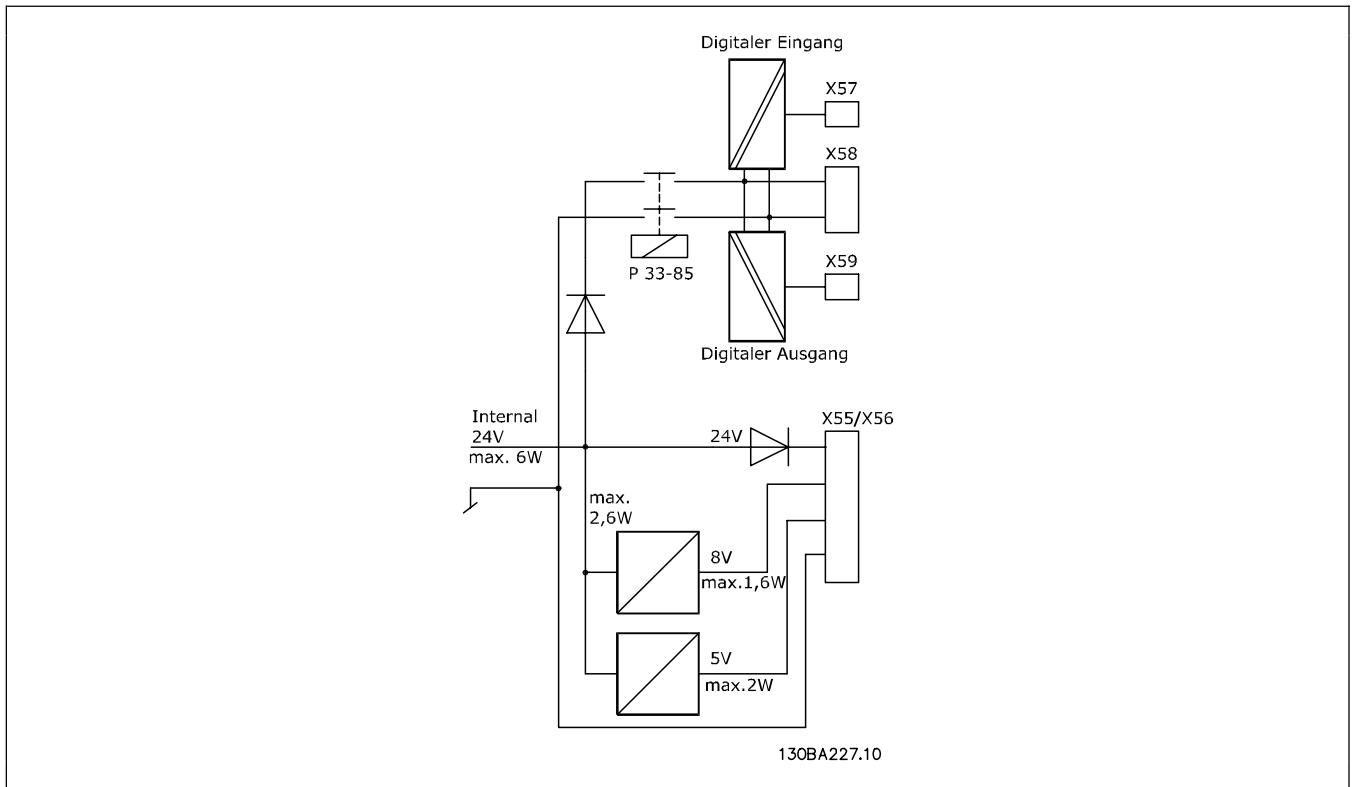 Digitaler Eingang
X57
X58
P 33-85
X59
Digitaler Ausgang
Internal
24V
max. 6W
24V
X55/X56
max.
2,6W
8V
max.1,6W
5V
max.2W
130BA227.10